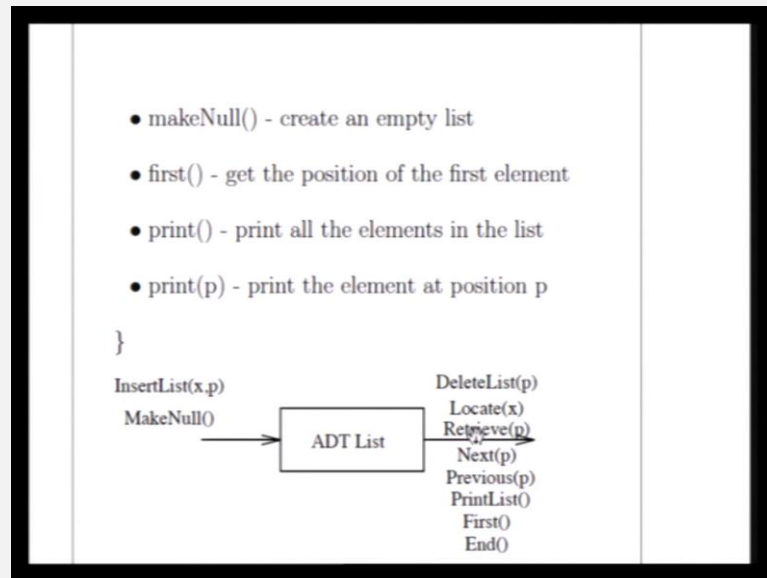 • makeNull() - create an empty list
• first() - get the position of the first element
• print() - print all the elements in the list
• print(p) - print the element at position p
}
InsertList(x,p)
MakeNull()
ADT List
DeleteList(p)
Locate(x)
Retrieve(p)
Next(p)
Previous(p)
PrintList()
First()
End()